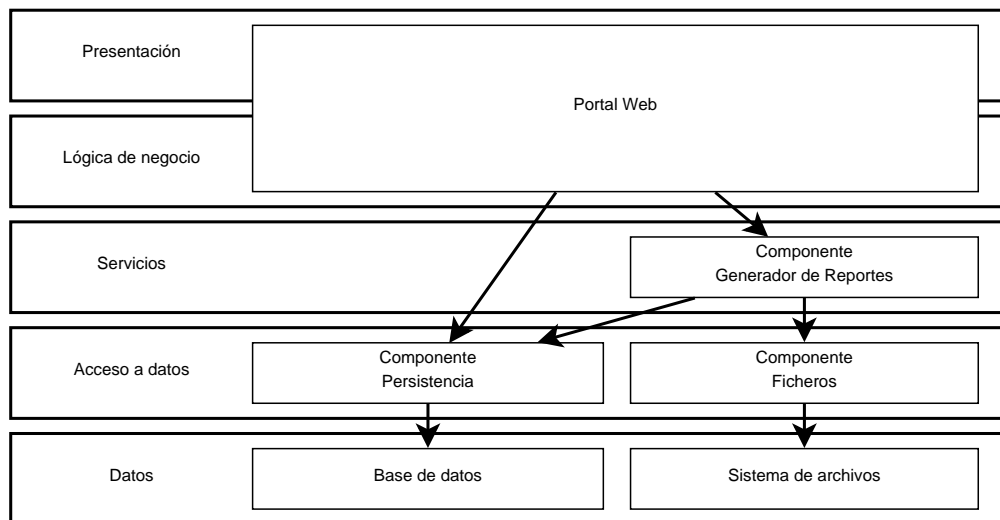 Presentación
Portal Web
Lógica de negocio
Servicios
Componente
Generador de Reportes
Acceso a datos
Componente
Persistencia
Componente
Ficheros
Datos
Base de datos
Sistema de archivos